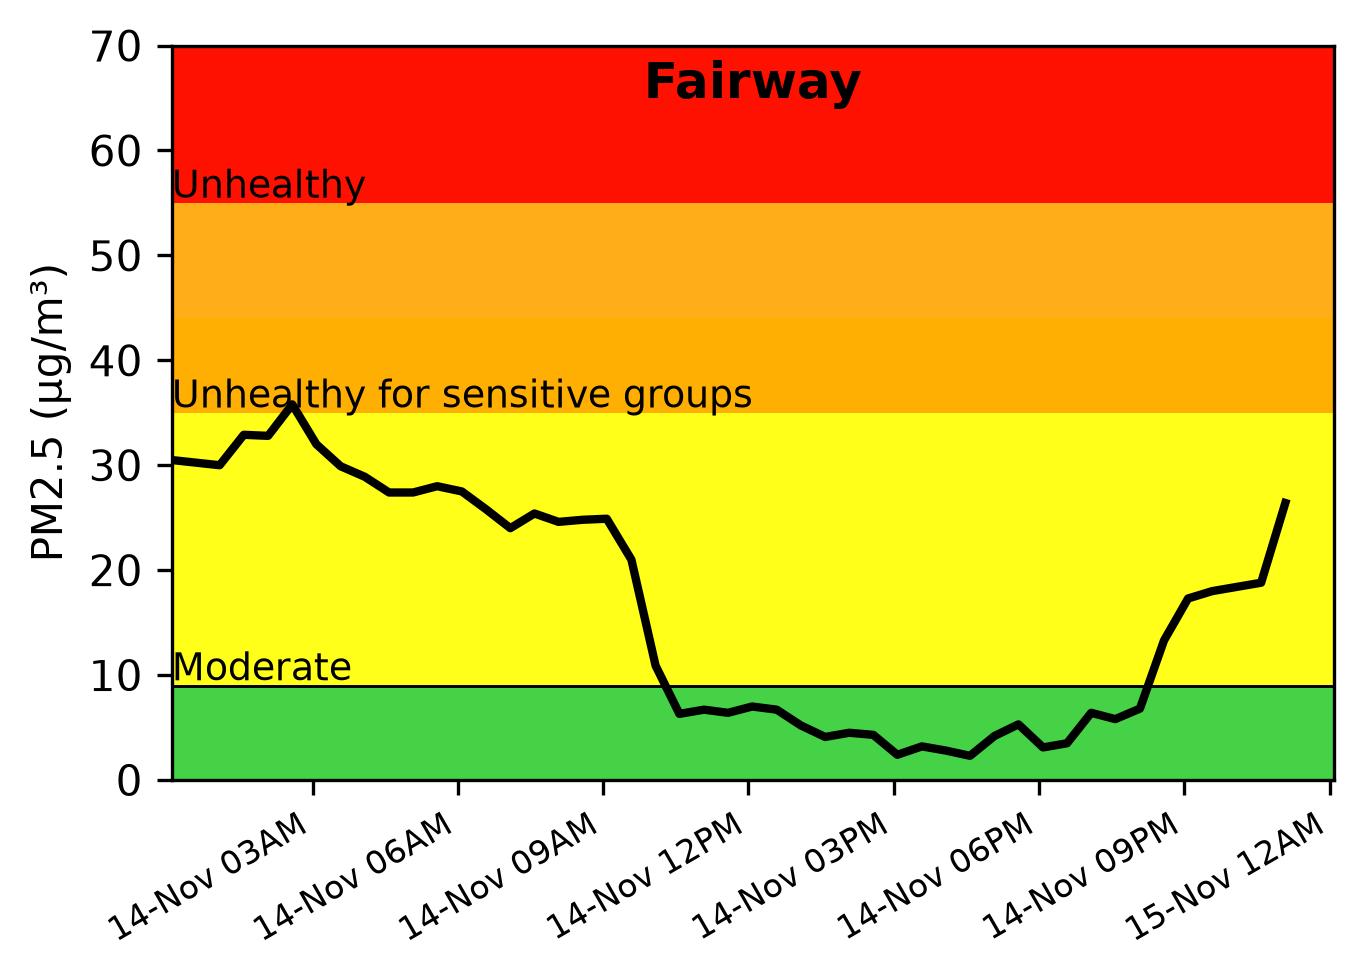 Fairway
PM2.5 (µg/m³)
70
60
50
40
30
20
10
0
Unhealthy
Unhealthy for sensitive groups
Moderate
14-Nov 03AM
14-Nov 06AM
14-Nov 09AM
14-Nov 12PM
14-Nov 03PM
14-Nov 06PM
14-Nov 09PM
15-Nov 12AM